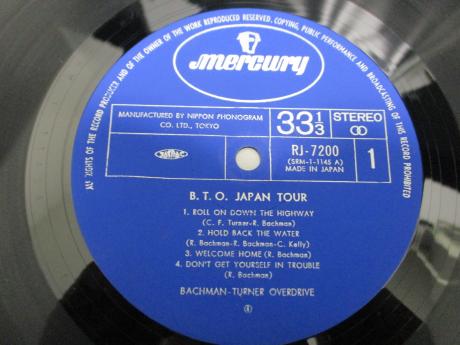 ALL RIGHTS OF THE RECORD PRODUCER AND OF THE OWNER OF THE WORK REPRODUCED RESERVED, COPYING, PUBLIC PERFORMANCE AND BROADCASTING OF THIS RECORD PROHIBITED
mercury
MANUFACTURED BY NIPPON PHONOGRAM
CO. LTD., TOKYO
33 1/3
STEREO
RJ-7200
(SRM-1-1145 A)
MADE IN JAPAN
1
B. T. O. JAPAN TOUR
1. ROLL ON DOWN THE HIGHWAY
(C. F. Turner-R. Bachman)
2. HOLD BACK THE WATER
(R. Bachman-R. Bachman-C. Kelly)
3. WELCOME HOME (R. Bachman)
4. DON'T GET YOURSELF IN TROUBLE
(R. Bachman)
BACHMAN-TURNER OVERDRIVE